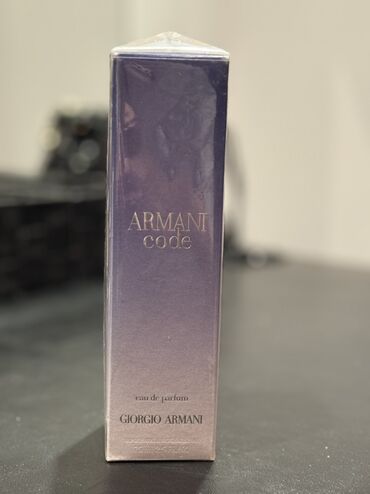 ARMANI
code
eau de parfum
GIORGIO ARMANI